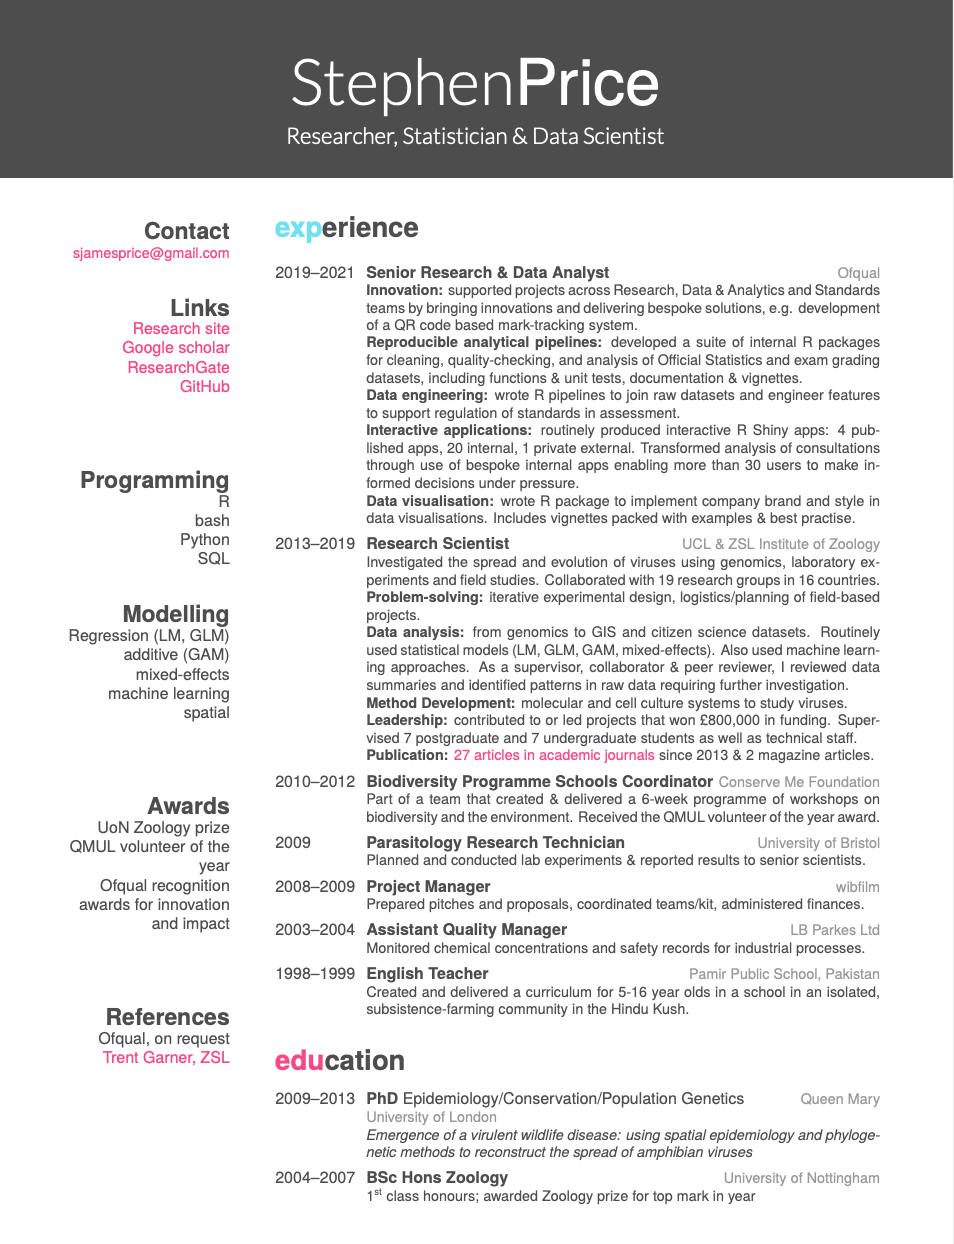 StephenPrice
Researcher, Statistician & Data Scientist
Contact
sjamesprice@gmail.com
Links
Research site
Google scholar
ResearchGate
GitHub
Programming
R
bash
Python
SQL
Modelling
Regression (LM, GLM)
additive (GAM)
mixed-effects
machine learning
spatial
Awards
UoN Zoology prize
QMUL volunteer of the
year
Ofqual recognition
awards for innovation
and impact
References
Ofqual, on request
Trent Garner, ZSL
experience
2019–2021 Senior Research & Data Analyst Ofqual
Innovation: supported projects across Research, Data & Analytics and Standards
teams by bringing innovations and delivering bespoke solutions, e.g. development
of a QR code based mark-tracking system.
Reproducible analytical pipelines: developed a suite of internal R packages
for cleaning, quality-checking, and analysis of Official Statistics and exam grading
datasets, including functions & unit tests, documentation & vignettes.
Data engineering: wrote R pipelines to join raw datasets and engineer features
to support regulation of standards in assessment.
Interactive applications: routinely produced interactive R Shiny apps: 4 pub-
lished apps, 20 internal, 1 private external. Transformed analysis of consultations
through use of bespoke internal apps enabling more than 30 users to make in-
formed decisions under pressure.
Data visualisation: wrote R package to implement company brand and style in
data visualisations. Includes vignettes packed with examples & best practise.
2013–2019 Research Scientist UCL & ZSL Institute of Zoology
Investigated the spread and evolution of viruses using genomics, laboratory ex-
periments and field studies. Collaborated with 19 research groups in 16 countries.
Problem-solving: iterative experimental design, logistics/planning of field-based
projects.
Data analysis: from genomics to GIS and citizen science datasets. Routinely
used statistical models (LM, GLM, GAM, mixed-effects). Also used machine learn-
ing approaches. As a supervisor, collaborator & peer reviewer, I reviewed data
summaries and identified patterns in raw data requiring further investigation.
Method Development: molecular and cell culture systems to study viruses.
Leadership: contributed to or led projects that won £800,000 in funding. Super-
vised 7 postgraduate and 7 undergraduate students as well as technical staff.
Publication: 27 articles in academic journals since 2013 & 2 magazine articles.
2010–2012 Biodiversity Programme Schools Coordinator Conserve Me Foundation
Part of a team that created & delivered a 6-week programme of workshops on
biodiversity and the environment. Received the QMUL volunteer of the year award.
2009 Parasitology Research Technician University of Bristol
Planned and conducted lab experiments & reported results to senior scientists.
2008–2009 Project Manager wibfilm
Prepared pitches and proposals, coordinated teams/kit, administered finances.
2003–2004 Assistant Quality Manager LB Parkes Ltd
Monitored chemical concentrations and safety records for industrial processes.
1998–1999 English Teacher Pamir Public School, Pakistan
Created and delivered a curriculum for 5-16 year olds in a school in an isolated,
subsistence-farming community in the Hindu Kush.
education
2009–2013 PhD Epidemiology/Conservation/Population Genetics Queen Mary
University of London
Emergence of a virulent wildlife disease: using spatial epidemiology and phyloge-
netic methods to reconstruct the spread of amphibian viruses
2004–2007 BSc Hons Zoology University of Nottingham
1st class honours; awarded Zoology prize for top mark in year